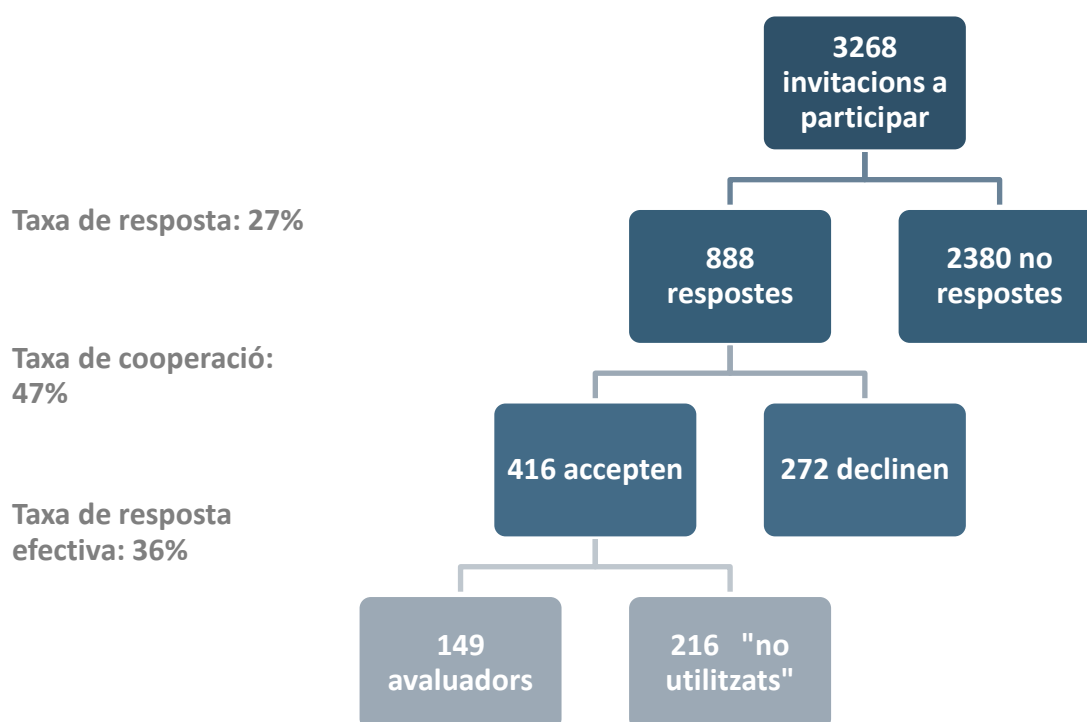 3268
invitacions a
participar
Taxa de resposta: 27%
888
respostes
2380 no
respostes
Taxa de cooperació:
47%
416 accepten
272 declinen
Taxa de resposta
efectiva: 36%
149
avaluadors
216 "no
utilitzats"